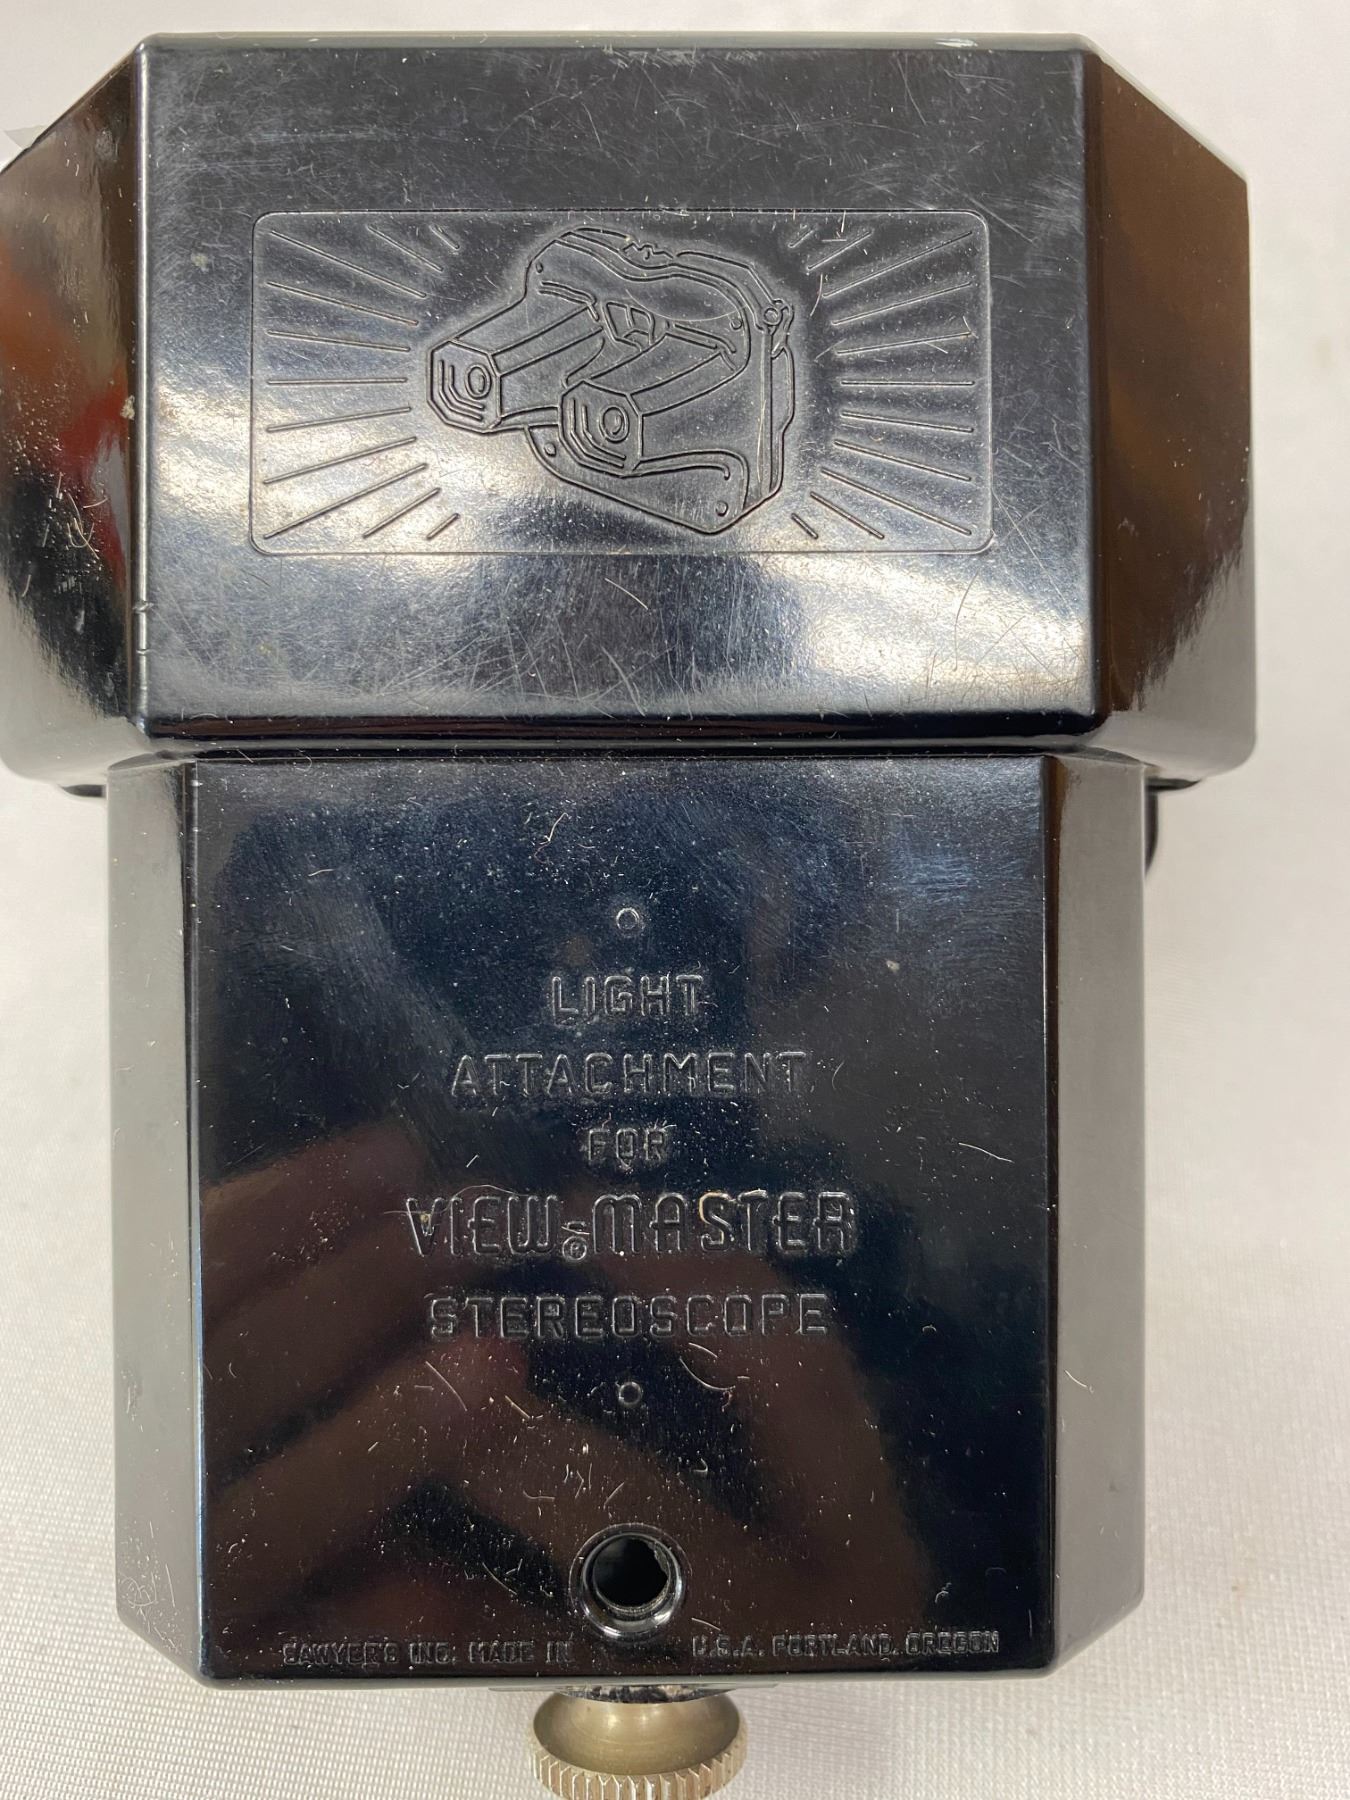 LIGHT
ATTACHMENT
FOR
VIEW®MASTER
STEREOSCOPE
SAWYER'S INC. MADE IN U.S.A. PORTLAND, OREGON